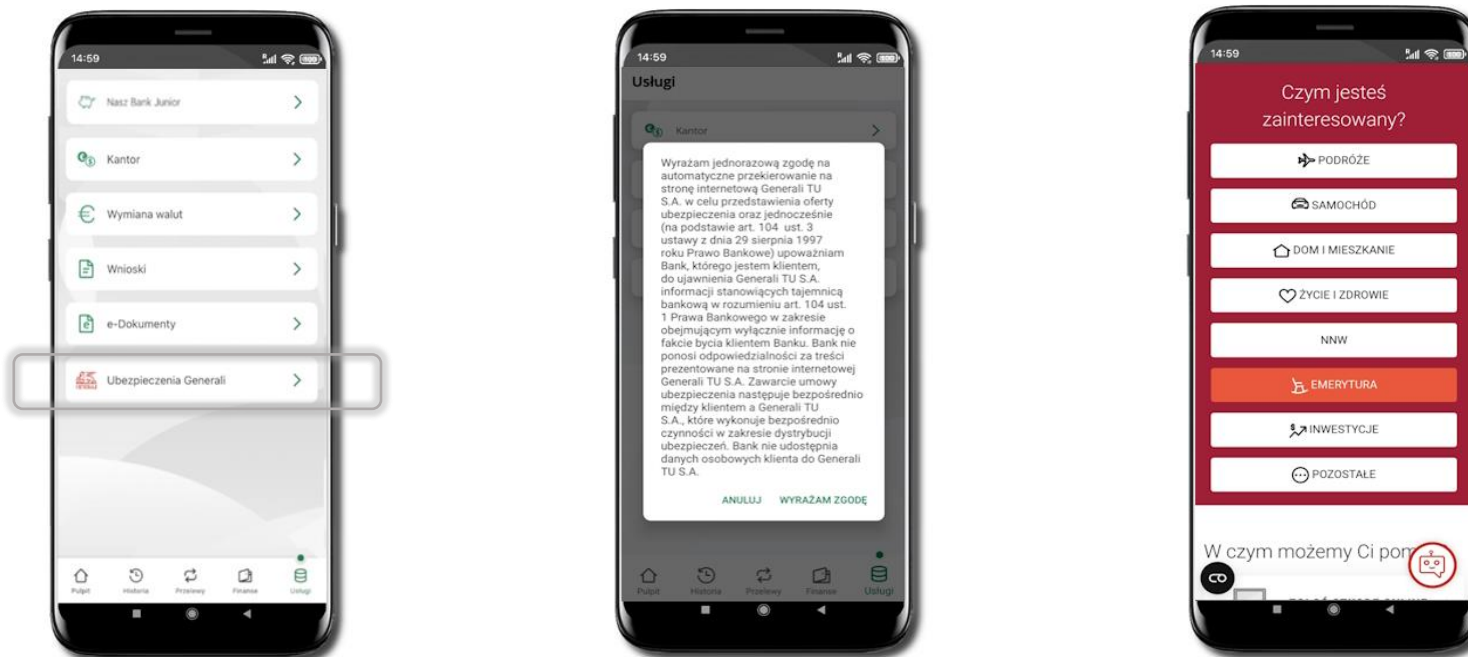 14:59
Nasz Bank Junior
Kantor
Wymiana walut
Wnioski
e-Dokumenty
Ubezpieczenia Generali
Pulpit
Historia
Przelewy
Finanse
Usługi
14:59
Usługi
Kantor
Wyrażam jednorazową zgodę na
automatyczne przekierowanie na
stronę internetową Generali TU
S.A. w celu przedstawienia oferty
ubezpieczenia oraz jednocześnie
(na podstawie art. 104 ust. 3
ustawy z dnia 29 sierpnia 1997
roku Prawo Bankowe) upoważniam
Bank, którego jestem klientem,
do ujawnienia Generali TU S.A.
informacji stanowiących tajemnicą
bankową w rozumieniu art. 104 ust.
1 Prawa Bankowego w zakresie
obejmującym wyłącznie informację o
fakcie bycia klientem Banku. Bank nie
ponosi odpowiedzialności za treści
prezentowane na stronie internetowej
Generali TU S.A. Zawarcie umowy
ubezpieczenia następuje bezpośrednio
między klientem a Generali TU
S.A., które wykonuje bezpośrednio
czynności w zakresie dystrybucji
ubezpieczeń. Bank nie udostępnia
danych osobowych klienta do Generali
TU S.A.
ANULUJ WYRAŻAM ZGODĘ
Pulpit
Historia
Przelewy
Finanse
Usługi
14:59
Czym jesteś
zainteresowany?
PODRÓŻE
SAMOCHÓD
DOM I MIESZKANIE
ŻYCIE I ZDROWIE
NNW
EMERYTURA
INWESTYCJE
POZOSTAŁE
W czym możemy Ci pom